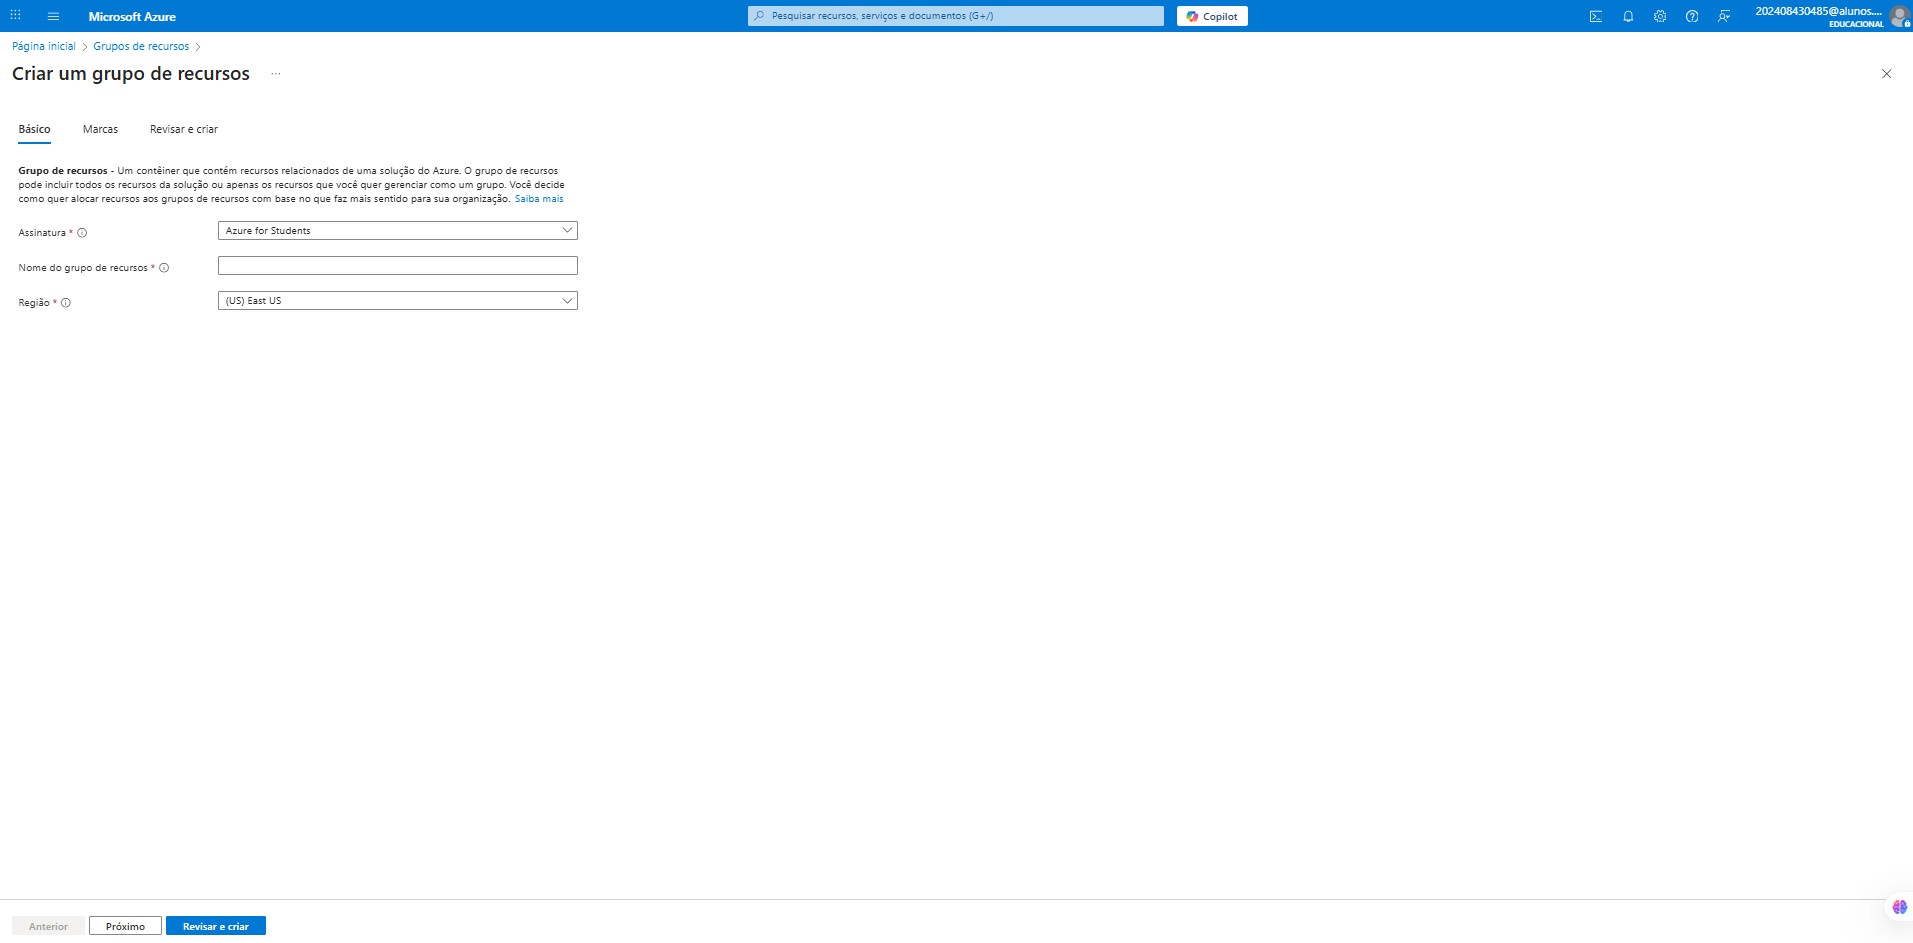 Microsoft Azure
Pesquisar recursos, serviços e documentos (G+/)
Copilot
202408430485@alunos....
EDUCACIONAL
Página inicial > Grupos de recursos >
Criar um grupo de recursos ...
Básico Marcas Revisar e criar
Grupo de recursos - Um contêiner que contém recursos relacionados de uma solução do Azure. O grupo de recursos
pode incluir todos os recursos da solução ou apenas os recursos que você quer gerenciar como um grupo. Você decide
como quer alocar recursos aos grupos de recursos com base no que faz mais sentido para sua organização. Saiba mais
Assinatura * Azure for Students
Nome do grupo de recursos *
Região * (US) East US
Anterior Próximo Revisar e criar